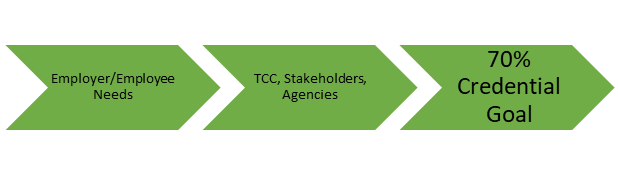 Employer/Employee
Needs
TCC, Stakeholders,
Agencies
70%
Credential
Goal